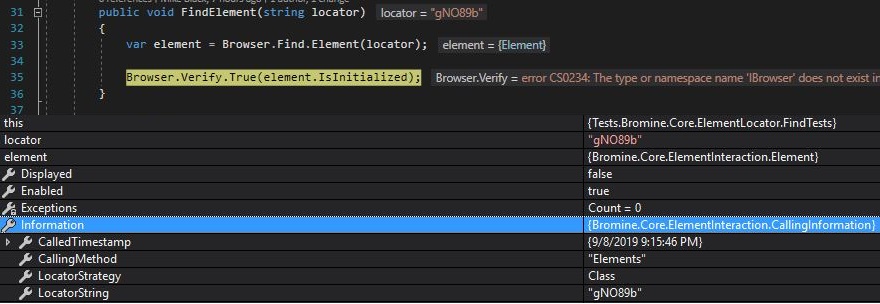 31 public void FindElement(string locator) locator = "gNO89b"
32 {
33 var element = Browser.Find.Element(locator); element = {Element}
34
35 Browser.Verify.True(element.IsInitialized); Browser.Verify = error CS0234: The type or namespace name 'IBrowser' does not exist in
36 }
37
this {Tests.Bromine.Core.ElementLocator.FindTests}
locator "gNO89b"
element {Bromine.Core.ElementInteraction.Element}
Displayed false
Enabled true
Exceptions Count = 0
Information {Bromine.Core.ElementInteraction.CallingInformation}
CalledTimestamp {9/8/2019 9:15:46 PM}
CallingMethod "Elements"
LocatorStrategy Class
LocatorString "gNO89b"